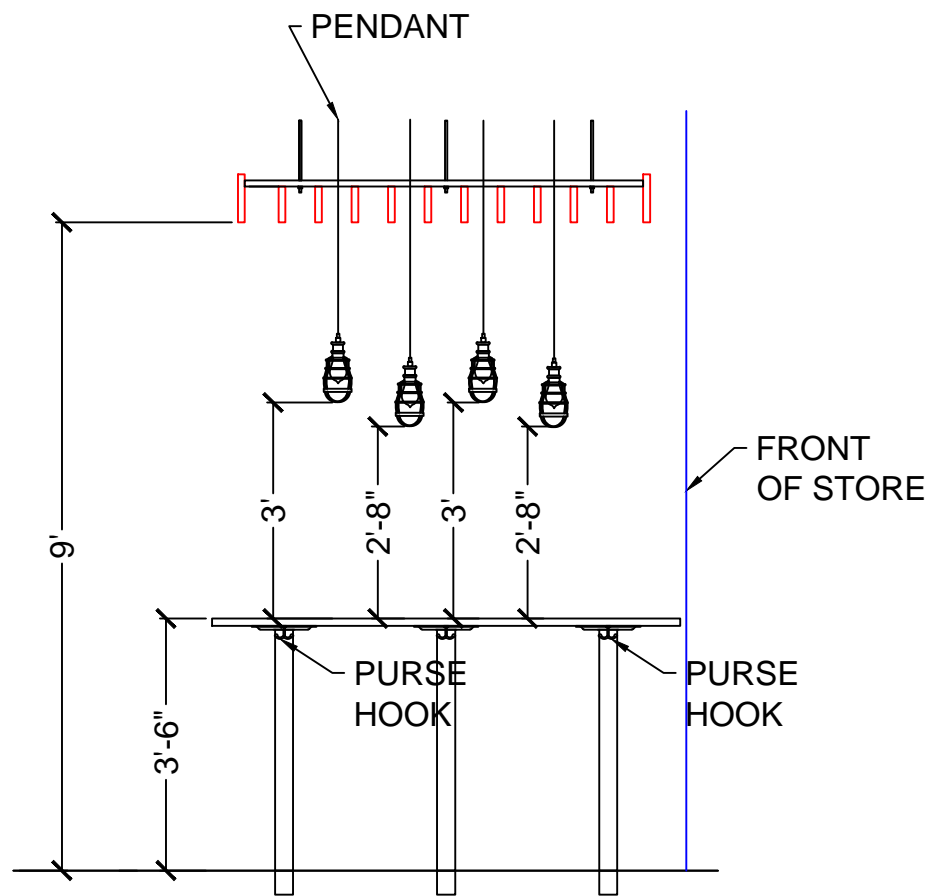 PENDANT
FRONT
OF STORE
9'
3'
2'-8"
3'
2'-8"
3'-6"
PURSE
HOOK
PURSE
HOOK